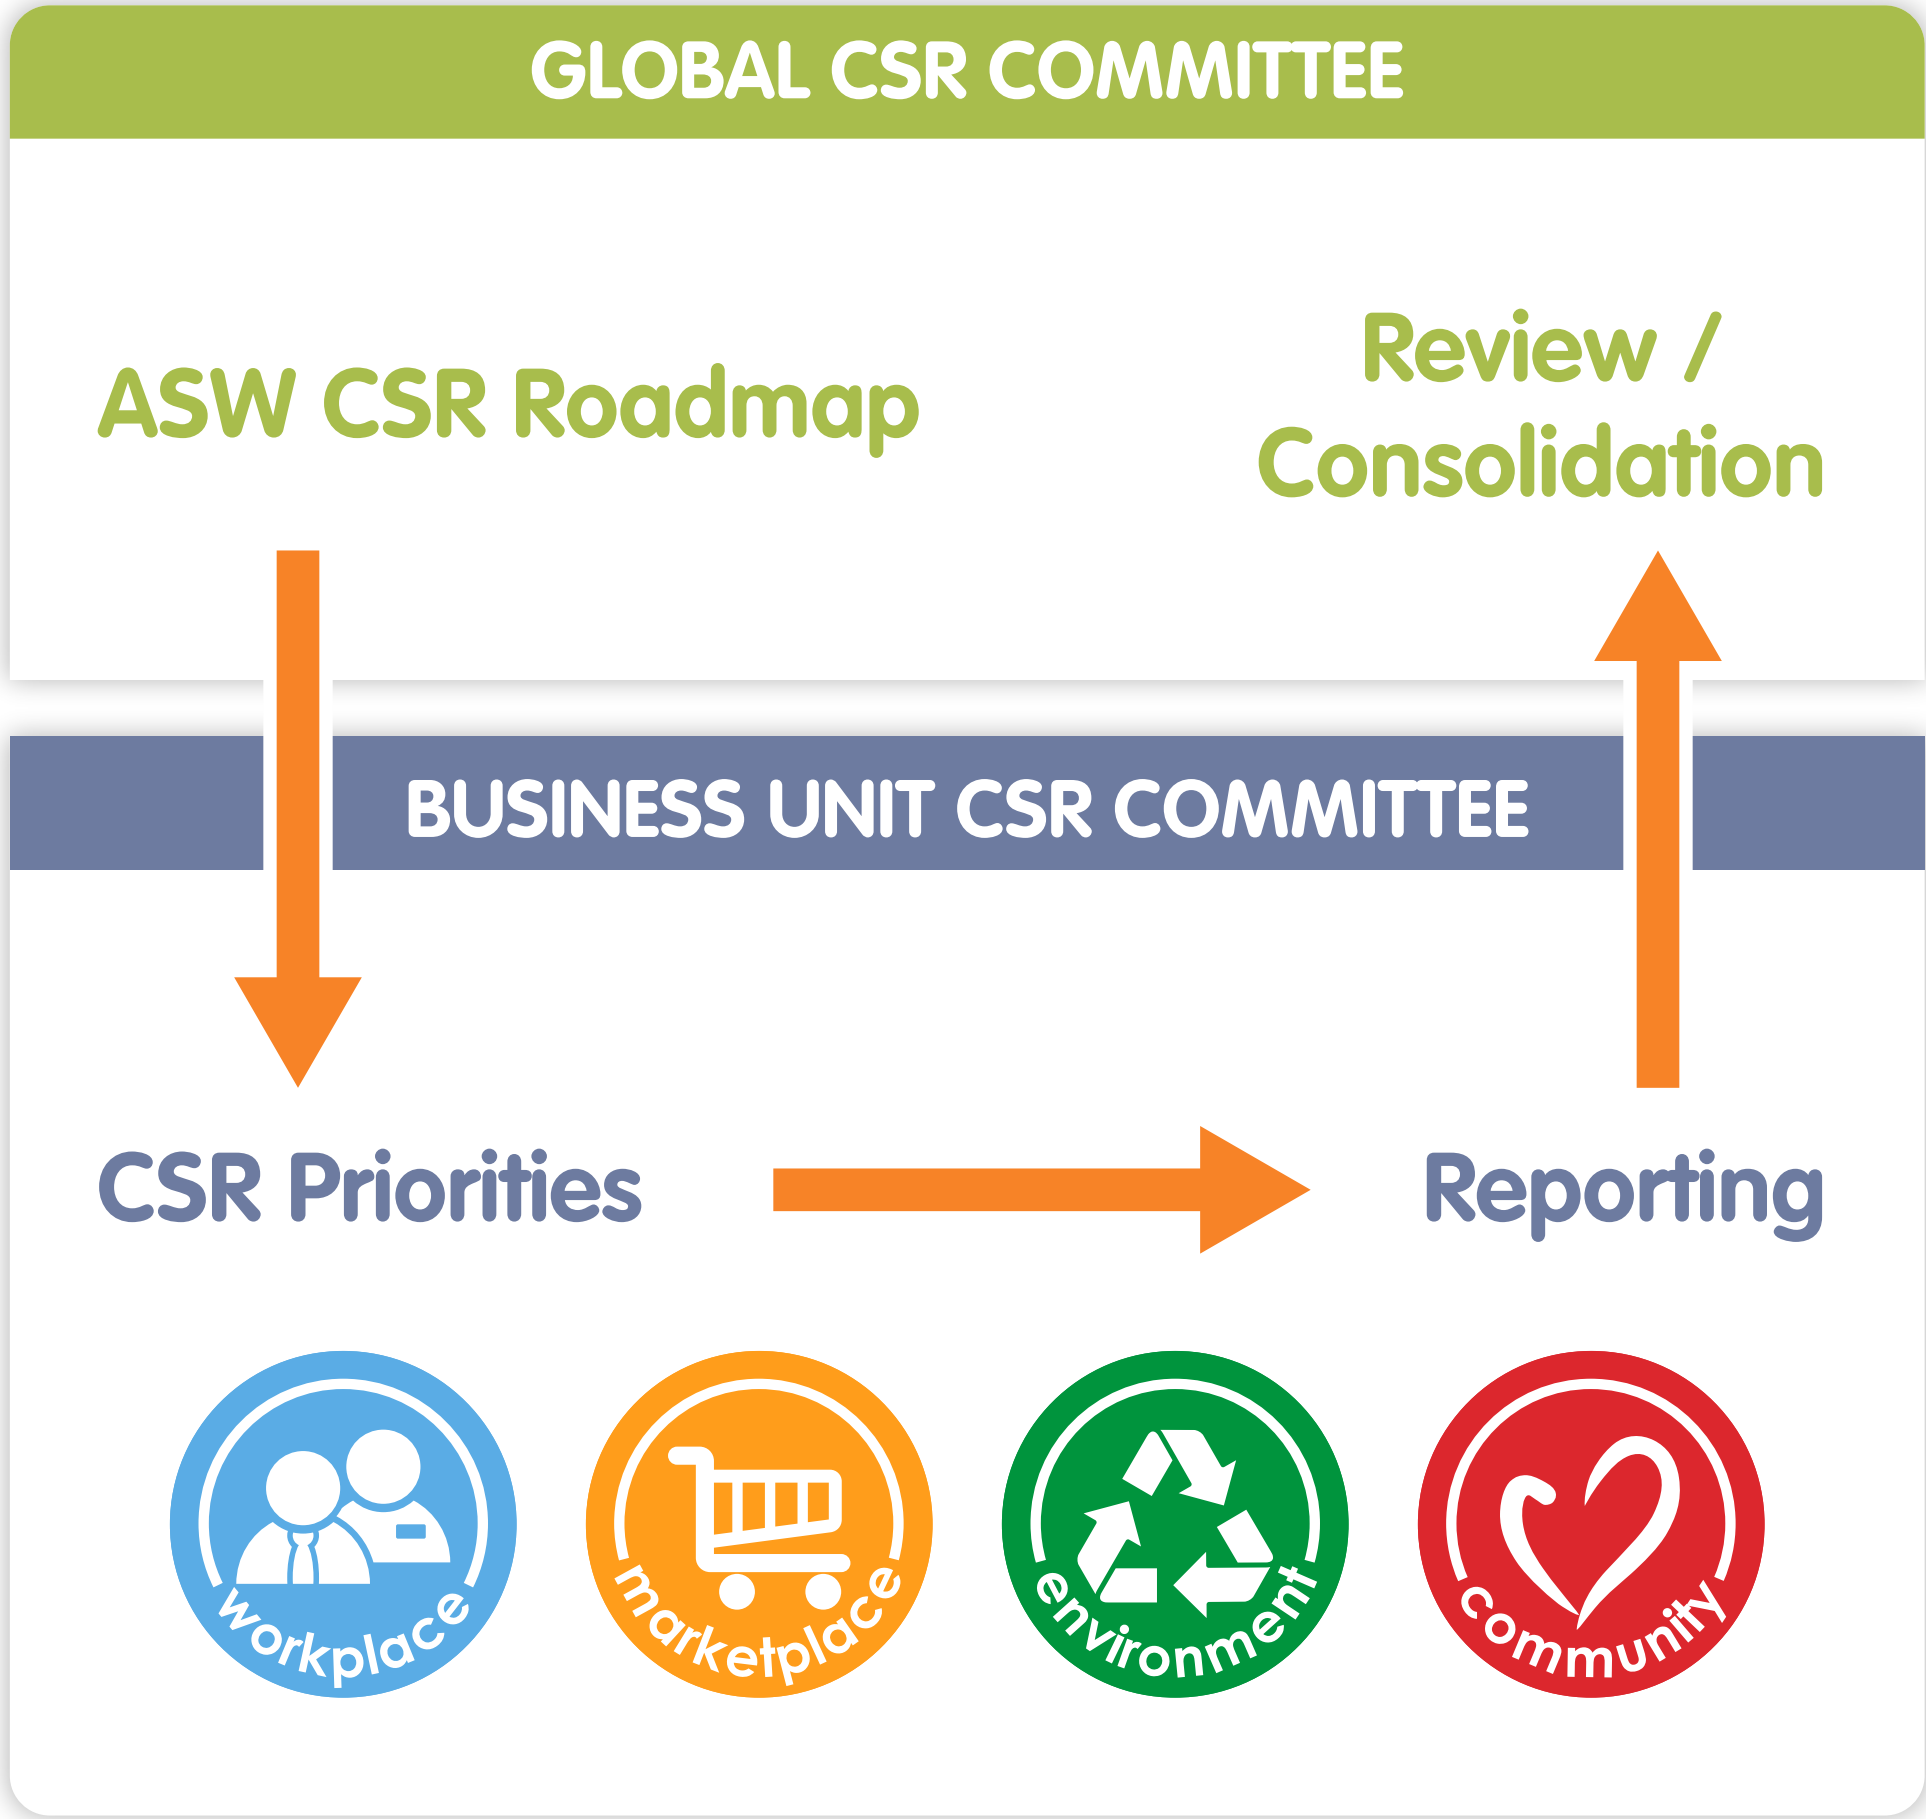 GLOBAL CSR COMMITTEE
ASW CSR Roadmap
Review /
Consolidation
BUSINESS UNIT CSR COMMITTEE
CSR Priorities
Reporting
workplace
marketplace
environment
community